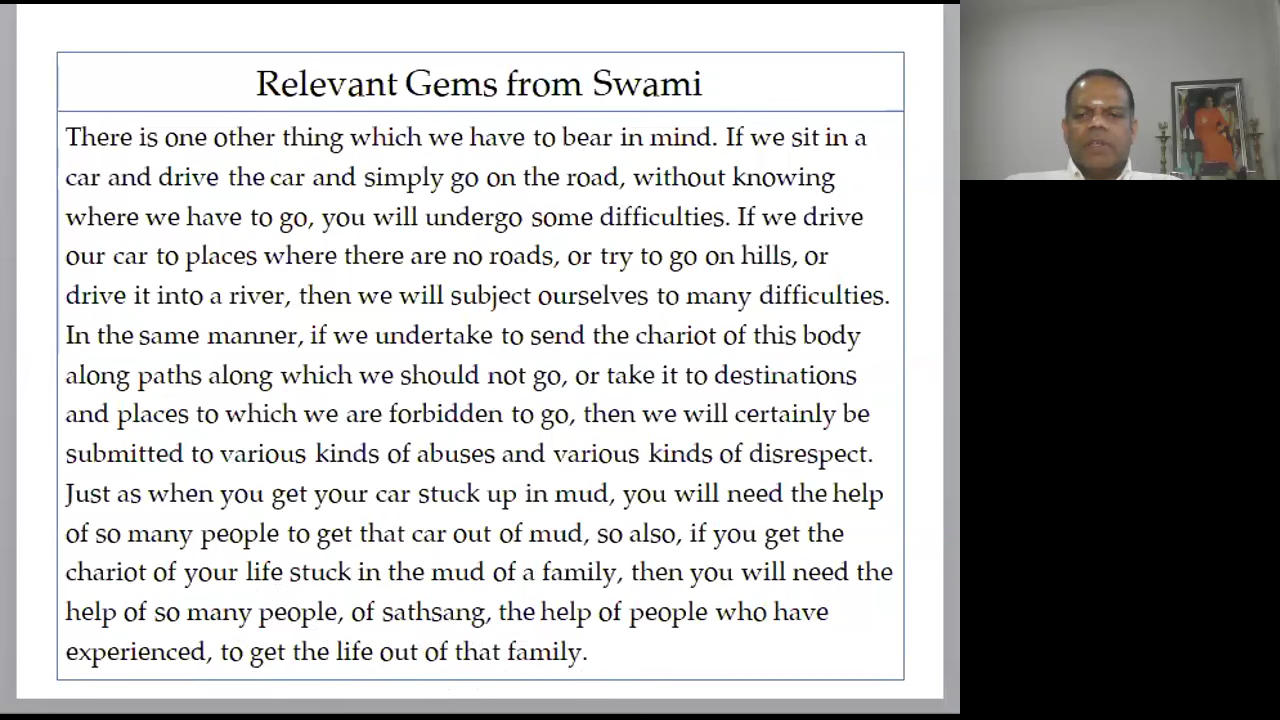 Relevant Gems from Swami
There is one other thing which we have to bear in mind. If we sit in a
car and drive the car and simply go on the road, without knowing
where we have to go, you will undergo some difficulties. If we drive
our car to places where there are no roads, or try to go on hills, or
drive it into a river, then we will subject ourselves to many difficulties.
In the same manner, if we undertake to send the chariot of this body
along paths along which we should not go, or take it to destinations
and places to which we are forbidden to go, then we will certainly be
submitted to various kinds of abuses and various kinds of disrespect.
Just as when you get your car stuck up in mud, you will need the help
of so many people to get that car out of mud, so also, if you get the
chariot of your life stuck in the mud of a family, then you will need the
help of so many people, of sathsang, the help of people who have
experienced, to get the life out of that family.